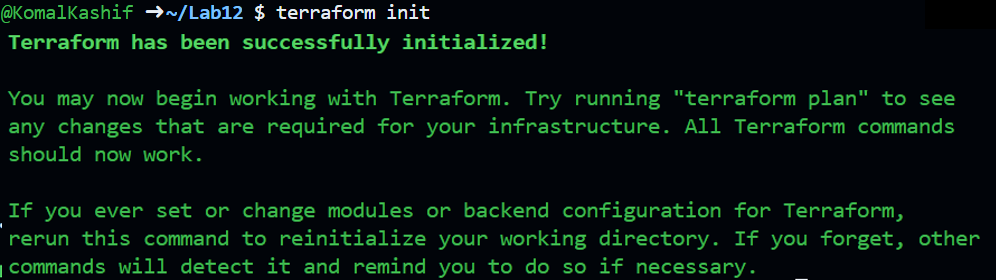 @KomalKashif ➜~/Lab12 $ terraform init
Terraform has been successfully initialized!
You may now begin working with Terraform. Try running "terraform plan" to see
any changes that are required for your infrastructure. All Terraform commands
should now work.
If you ever set or change modules or backend configuration for Terraform,
rerun this command to reinitialize your working directory. If you forget, other
commands will detect it and remind you to do so if necessary.